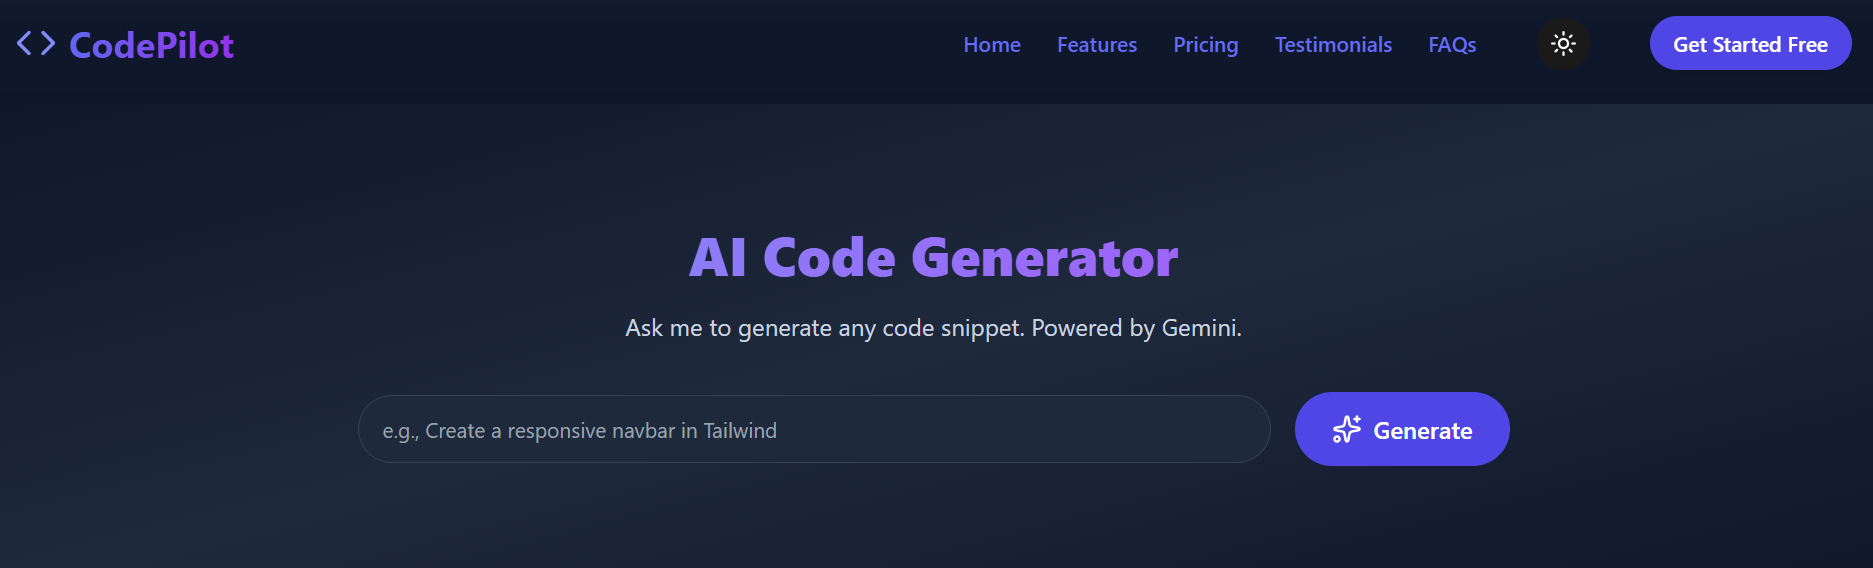 CodePilot
Home Features Pricing Testimonials FAQs Get Started Free
AI Code Generator
Ask me to generate any code snippet. Powered by Gemini.
e.g., Create a responsive navbar in Tailwind
Generate